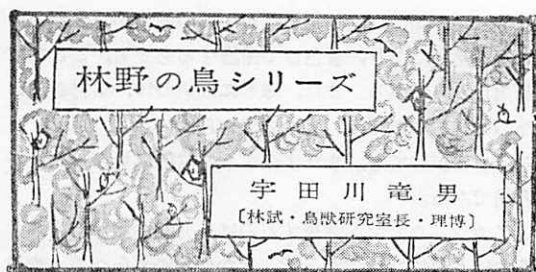 林野の鳥シリーズ
宇田川竜男
〔林試・鳥獣研究室長・理博〕